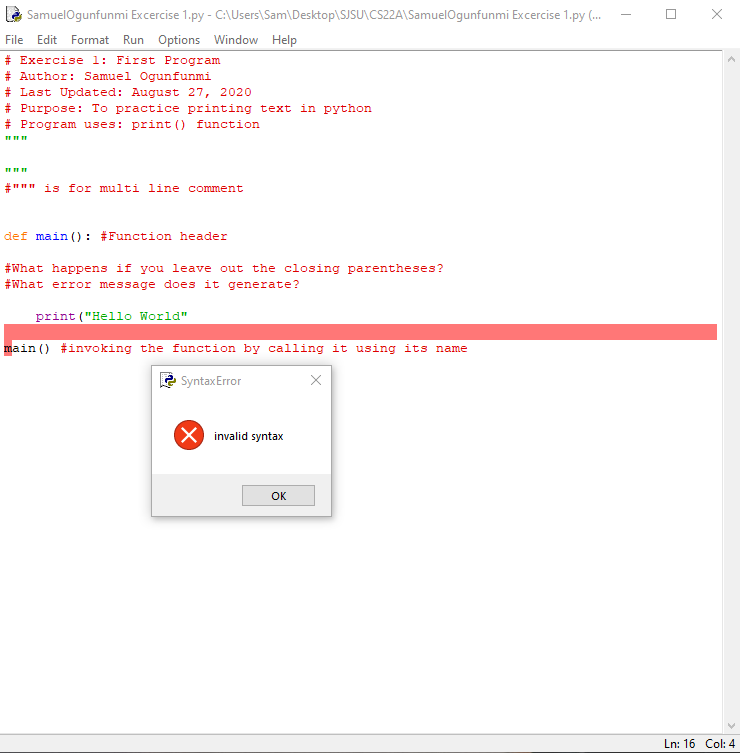 SamuelOgunfunmi Excercise 1.py - C:\Users\Sam\Desktop\SJSU\CS22A\SamuelOgunfunmi Excercise 1.py (...
File Edit Format Run Options Window Help
# Exercise 1: First Program
# Author: Samuel Ogunfunmi
# Last Updated: August 27, 2020
# Purpose: To practice printing text in python
# Program uses: print() function
"""
"""
#""" is for multi line comment
def main(): #Function header
#What happens if you leave out the closing parentheses?
#What error message does it generate?
print("Hello World"
main() #invoking the function by calling it using its name
SyntaxError
invalid syntax
OK
Ln: 16 Col: 4